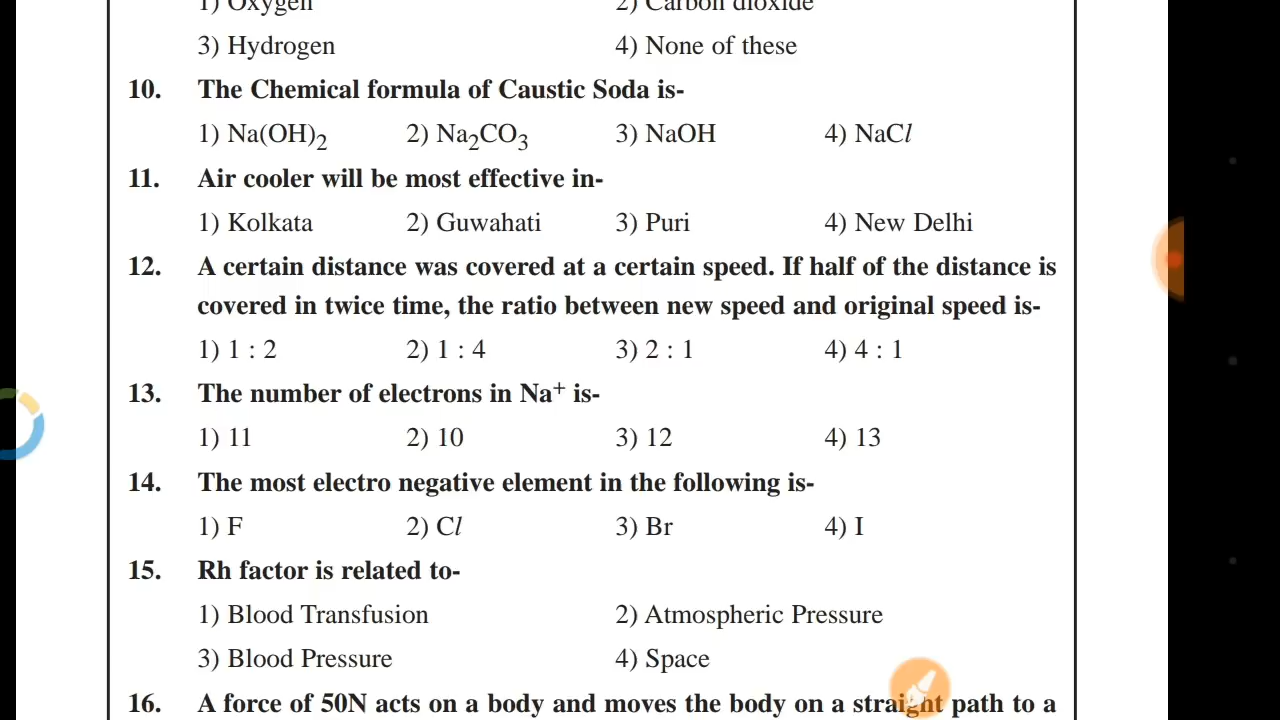 1) Oxygen 2) Carbon dioxide
3) Hydrogen 4) None of these
10. The Chemical formula of Caustic Soda is-
1) Na(OH)₂ 2) Na₂CO₃ 3) NaOH 4) NaCl
11. Air cooler will be most effective in-
1) Kolkata 2) Guwahati 3) Puri 4) New Delhi
12. A certain distance was covered at a certain speed. If half of the distance is
covered in twice time, the ratio between new speed and original speed is-
1) 1 : 2 2) 1 : 4 3) 2 : 1 4) 4 : 1
13. The number of electrons in Na⁺ is-
1) 11 2) 10 3) 12 4) 13
14. The most electro negative element in the following is-
1) F 2) Cl 3) Br 4) I
15. Rh factor is related to-
1) Blood Transfusion 2) Atmospheric Pressure
3) Blood Pressure 4) Space
16. A force of 50N acts on a body and moves the body on a straight path to a